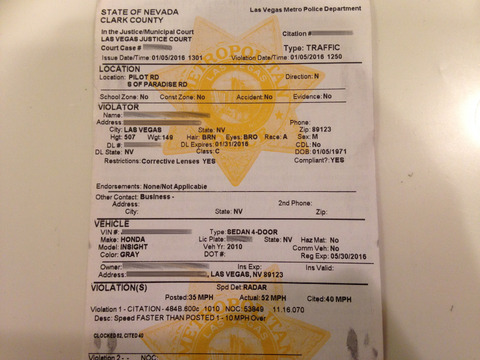 STATE OF NEVADA
CLARK COUNTY
Las Vegas Metro Police Department
In the Justice/Municipal Court
LAS VEGAS JUSTICE COURT
Citation #
Court Case #
Type: TRAFFIC
Issue Date/Time: 01/05/2016 1301 Violation Date/Time: 01/05/2016 1250
LOCATION
Location: PILOT RD Direction: N
S OF PARADISE RD
School Zone: No Const Zone: No Accident: No Evidence: No
VIOLATOR
Name:
Address: Phone:
City: LAS VEGAS State: NV Zip: 89123
Hgt: 507 Wgt: 149 Hair: BRN Eyes: BRO Race: A Sex: M
DL #: DL Expires: 01/31/2016 CDL: No
DL State: NV Class: C DOB: 01/05/1971
Restrictions: Corrective Lenses YES Compliant?: YES
Endorsements: None/Not Applicable
Other Contact: Business -
Address: 2nd Phone:
City: State: NV Zip:
VEHICLE
VIN #: Type: SEDAN 4-DOOR
Make: HONDA Lic Plate: State: NV Haz Mat: No
Model: INSIGHT Veh Yr: 2010 Comm Veh: No
Color: GRAY DOT #: Reg Exp: 05/30/2016
Owner: Ins Exp: Ins Valid:
Address: , LAS VEGAS, NV 89123
VIOLATION(S) Spd Det: RADAR
Posted: 35 MPH Actual: 52 MPH Cited: 40 MPH
Violation 1 - CITATION - 484B.600c 1010 NOC: 53849 11.16.070
Desc: Speed FASTER THAN POSTED 1 - 10 MPH Over
CLOCKED 52, CITED 40
Violation 2 - - NOC:
METROPOLITAN